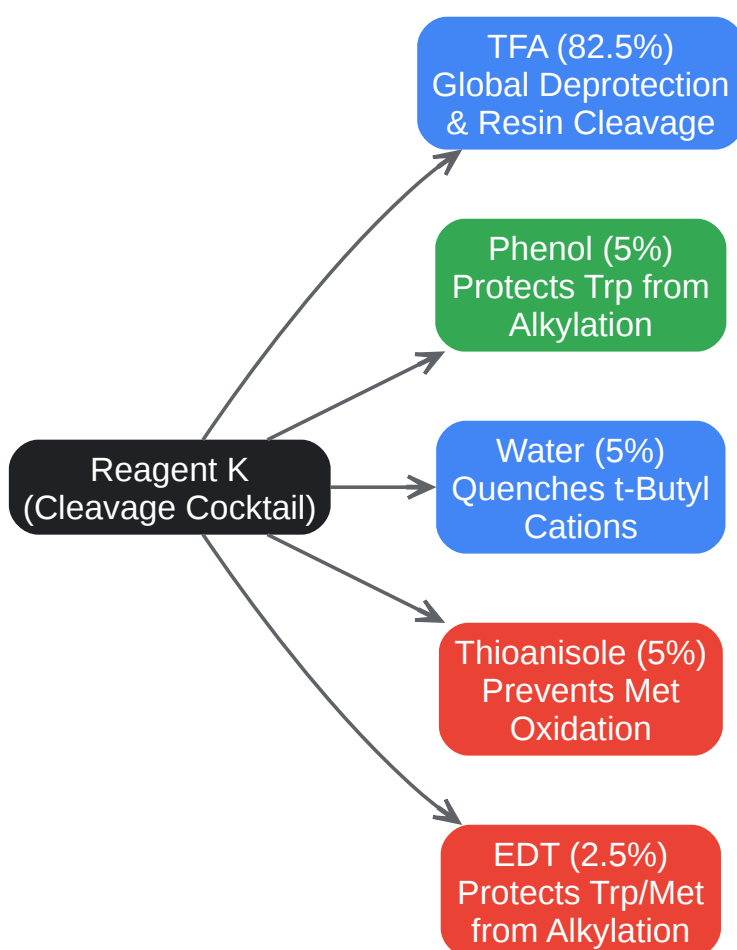 TFA (82.5%)
Global Deprotection
& Resin Cleavage
Phenol (5%)
Protects Trp from
Alkylation
Reagent K
(Cleavage Cocktail)
Water (5%)
Quenches t-Butyl
Cations
Thioanisole (5%)
Prevents Met
Oxidation
EDT (2.5%)
Protects Trp/Met
from Alkylation